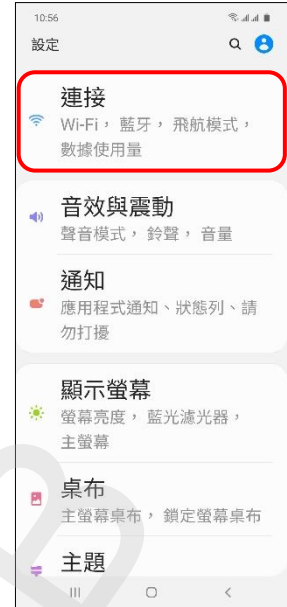 10:56
設定
連接
Wi-Fi， 藍牙， 飛航模式，
數據使用量
音效與震動
聲音模式， 鈴聲， 音量
通知
應用程式通知、狀態列、請
勿打擾
顯示螢幕
螢幕亮度， 藍光濾光器，
主螢幕
桌布
主螢幕桌布， 鎖定螢幕桌布
主題